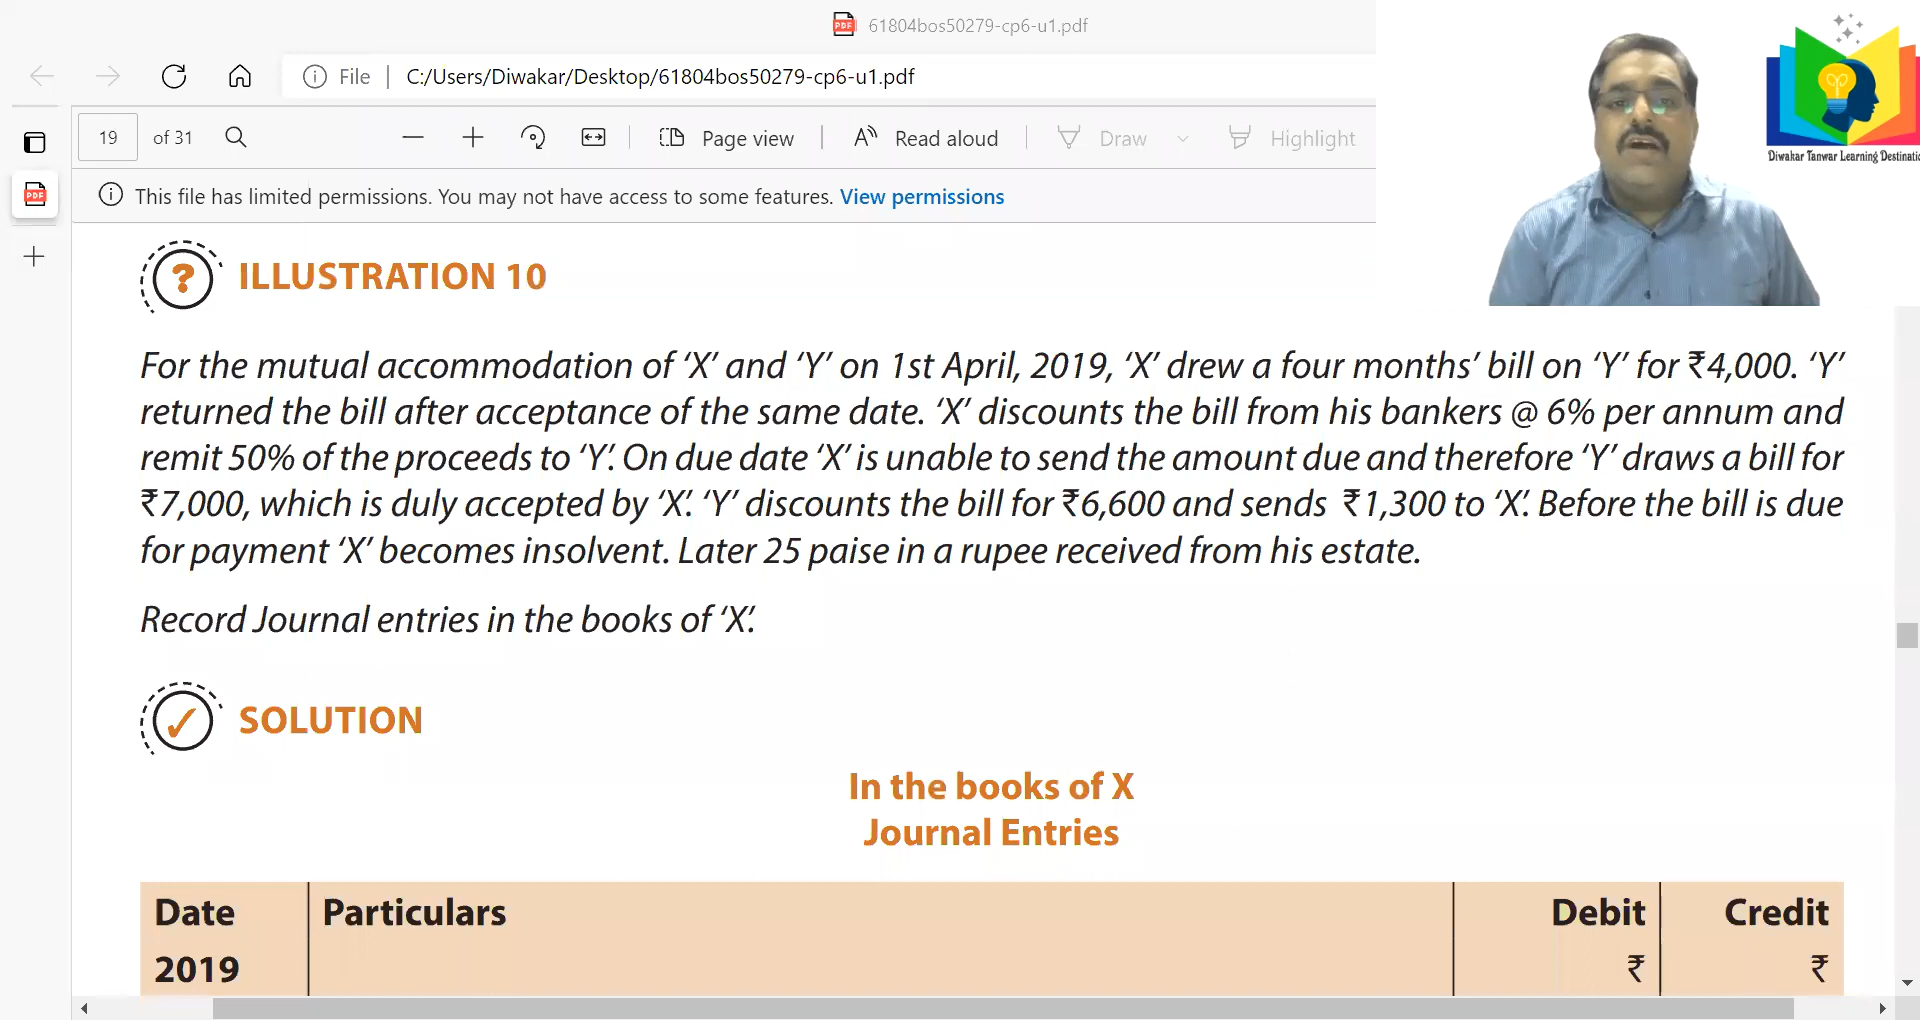 61804bos50279-cp6-u1.pdf
File | C:/Users/Diwakar/Desktop/61804bos50279-cp6-u1.pdf
19 of 31 Page view Read aloud Draw Highlight
This file has limited permissions. You may not have access to some features. View permissions
Diwakar Tanwar Learning Destinatic
? ILLUSTRATION 10
For the mutual accommodation of ‘X’ and ‘Y’ on 1st April, 2019, ‘X’ drew a four months’ bill on ‘Y’ for ₹4,000. ‘Y’
returned the bill after acceptance of the same date. ‘X’ discounts the bill from his bankers @ 6% per annum and
remit 50% of the proceeds to ‘Y’. On due date ‘X’ is unable to send the amount due and therefore ‘Y’ draws a bill for
₹7,000, which is duly accepted by ‘X’. ‘Y’ discounts the bill for ₹6,600 and sends ₹1,300 to ‘X’. Before the bill is due
for payment ‘X’ becomes insolvent. Later 25 paise in a rupee received from his estate.
Record Journal entries in the books of ‘X’.
SOLUTION
In the books of X
Journal Entries
Date Particulars Debit Credit
2019 ₹ ₹